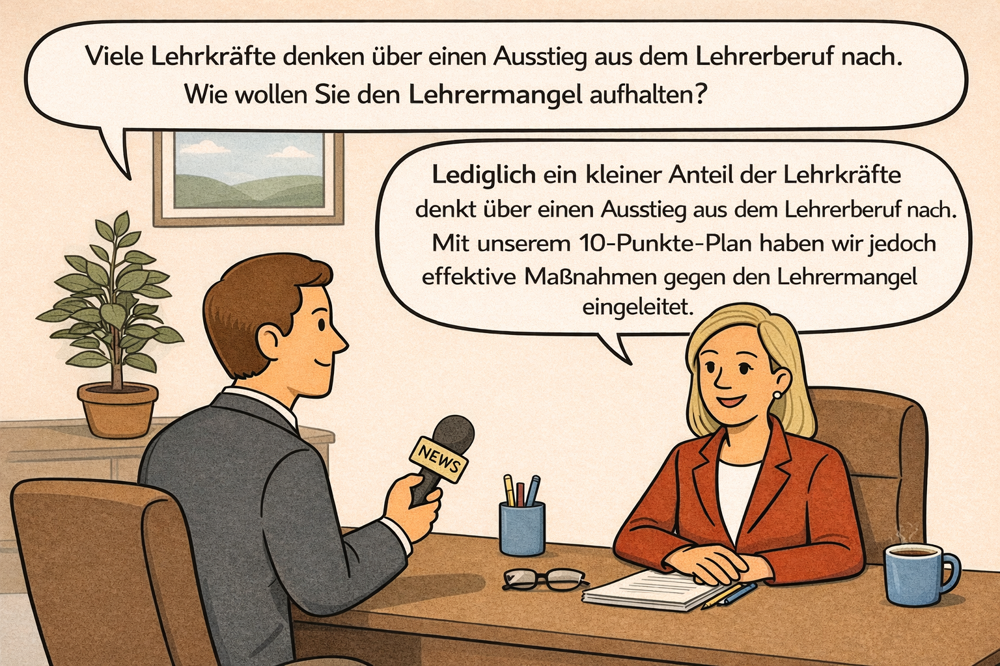 Viele Lehrkräfte denken über einen Ausstieg aus dem Lehrerberuf nach.
Wie wollen Sie den Lehrermangel aufhalten?
Lediglich ein kleiner Anteil der Lehrkräfte
denkt über einen Ausstieg aus dem Lehrerberuf nach.
Mit unserem 10-Punkte-Plan haben wir jedoch
effektive Maßnahmen gegen den Lehrermangel
eingeleitet.
NEWS